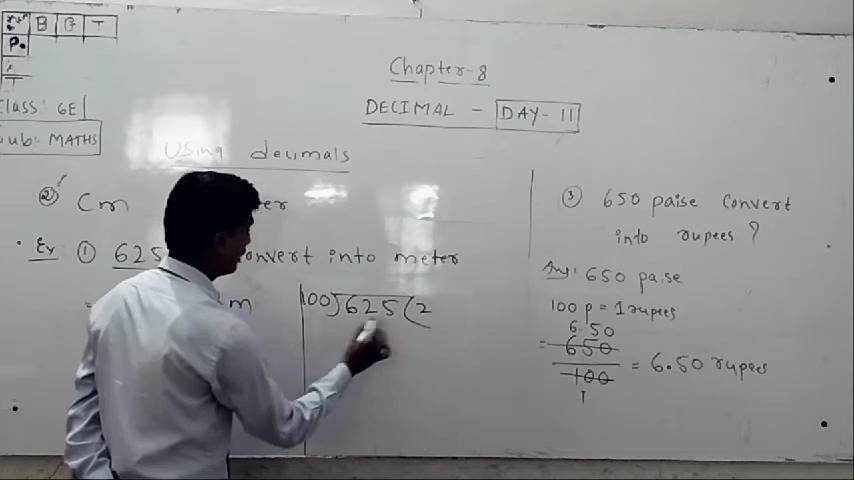 B G T
P.
Chapter-8
Class: 6E
Sub: MATHS
DECIMAL - DAY-11
Using decimals
② Cm
Ex ① 625 convert into meter
= m
100)625(2
③ 650 paise convert
into rupees ?
Ans: 650 paise
100 p = 1 rupees
6.50
= 650
100 = 6.50 rupees
1